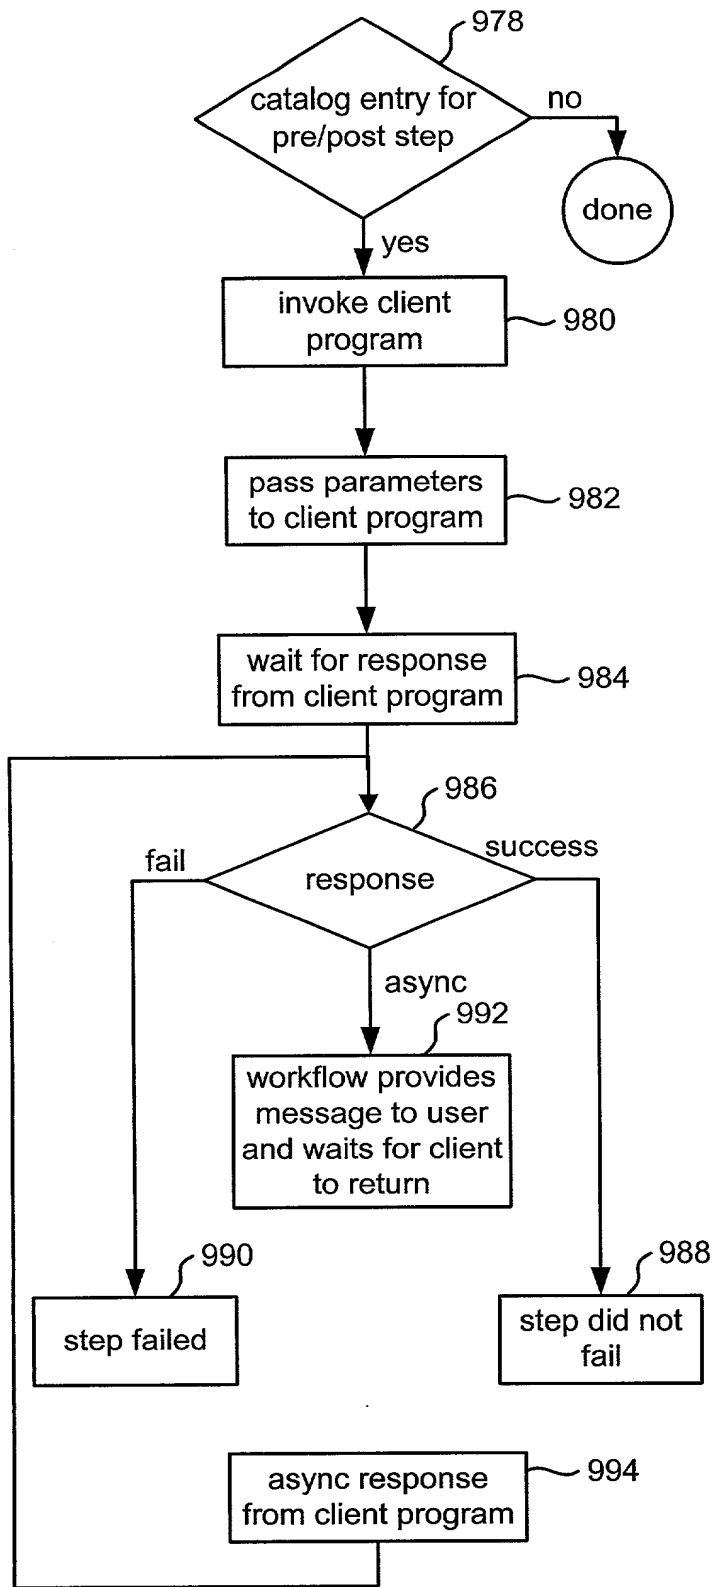 978
catalog entry for
pre/post step
no
done
yes
invoke client
program
980
pass parameters
to client program
982
wait for response
from client program
984
986
fail
success
response
async
992
workflow provides
message to user
and waits for client
to return
990
988
step failed
step did not
fail
994
async response
from client program